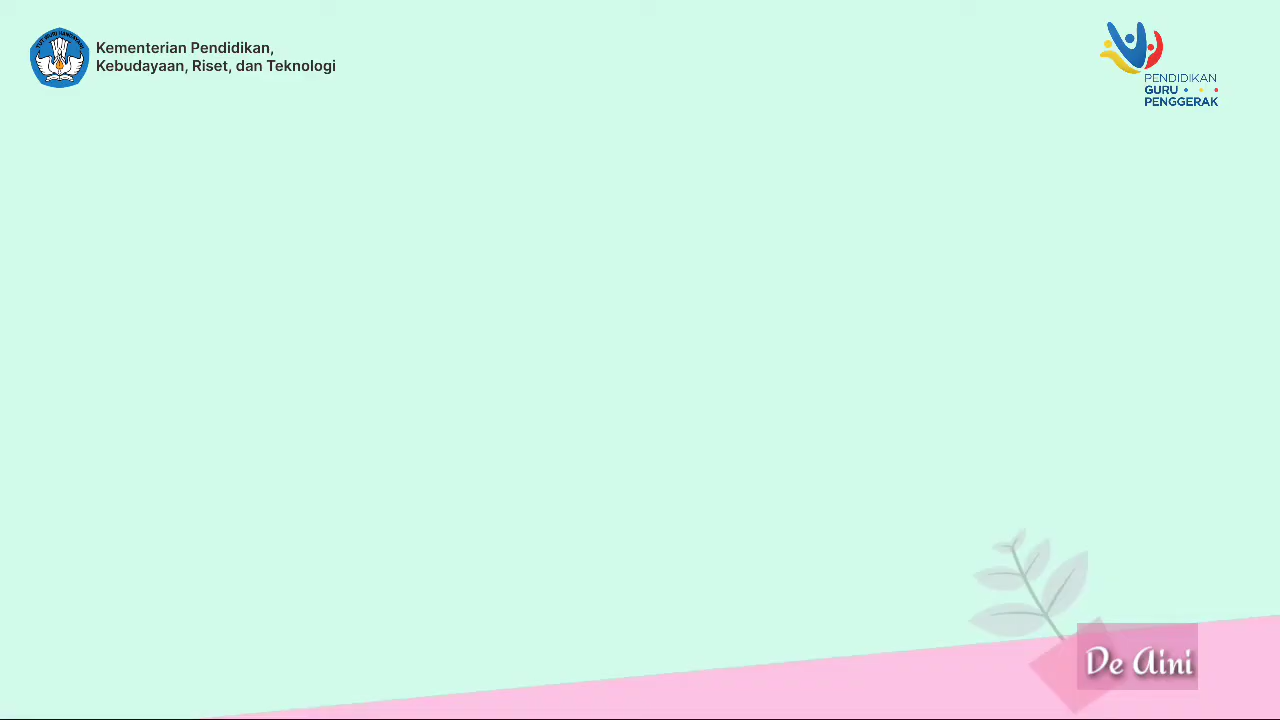 Kementerian Pendidikan,
Kebudayaan, Riset, dan Teknologi
PENDIDIKAN
GURU
PENGGERAK
De Aini